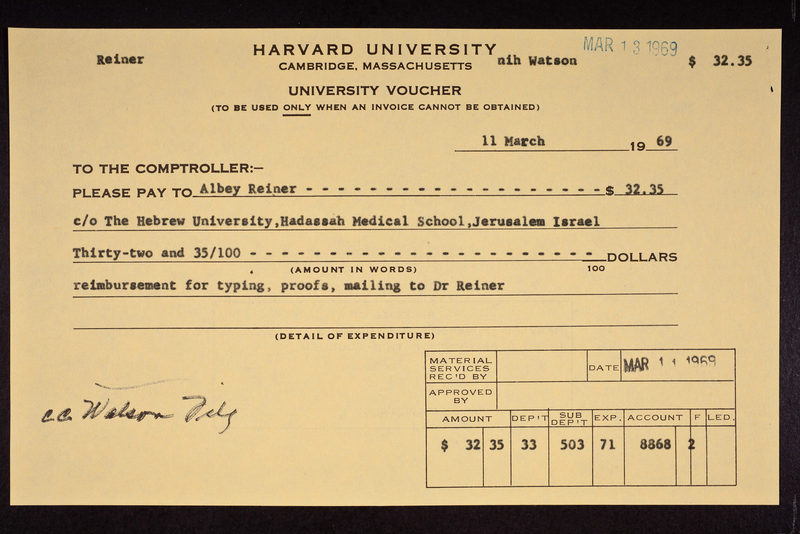 Reiner HARVARD UNIVERSITY nih Watson MAR 13 1969 $ 32.35
CAMBRIDGE, MASSACHUSETTS
UNIVERSITY VOUCHER
(TO BE USED ONLY WHEN AN INVOICE CANNOT BE OBTAINED)
11 March 19 69
TO THE COMPTROLLER:—
PLEASE PAY TO Albey Reiner - - - - - - - - - - - - - - - - - - -$ 32.35
c/o The Hebrew University,Hadassah Medical School,Jerusalem Israel
Thirty-two and 35/100 - - - - - - - - - - - - - - - - - - - - - - DOLLARS
(AMOUNT IN WORDS) 100
reimbursement for typing, proofs, mailing to Dr Reiner
(DETAIL OF EXPENDITURE)
MATERIAL SERVICES REC'D BY DATE MAR 11 1969
APPROVED BY
AMOUNT DEP'T SUB DEP'T EXP. ACCOUNT F LED.
$ 32 35 33 503 71 8868 2
cc Watson